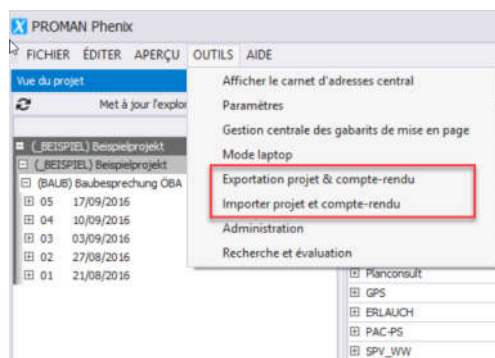 PROMAN Phenix
FICHIER ÉDITER APERÇU OUTILS AIDE
Vue du projet
Met à jour l'explor
Afficher le carnet d'adresses central
Paramètres
Gestion centrale des gabarits de mise en page
Mode laptop
Exportation projet & compte-rendu
Importer projet et compte-rendu
Administration
Recherche et évaluation
(_BEISPIEL) Beispielprojekt
(_BEISPIEL) Beispielprojekt
(BAUB) Baubesprechung ÖBA
05 17/09/2016
04 10/09/2016
03 03/09/2016
02 27/08/2016
01 21/08/2016
Planconsult
GPS
ERLAUCH
PAC-PS
SPV_WW